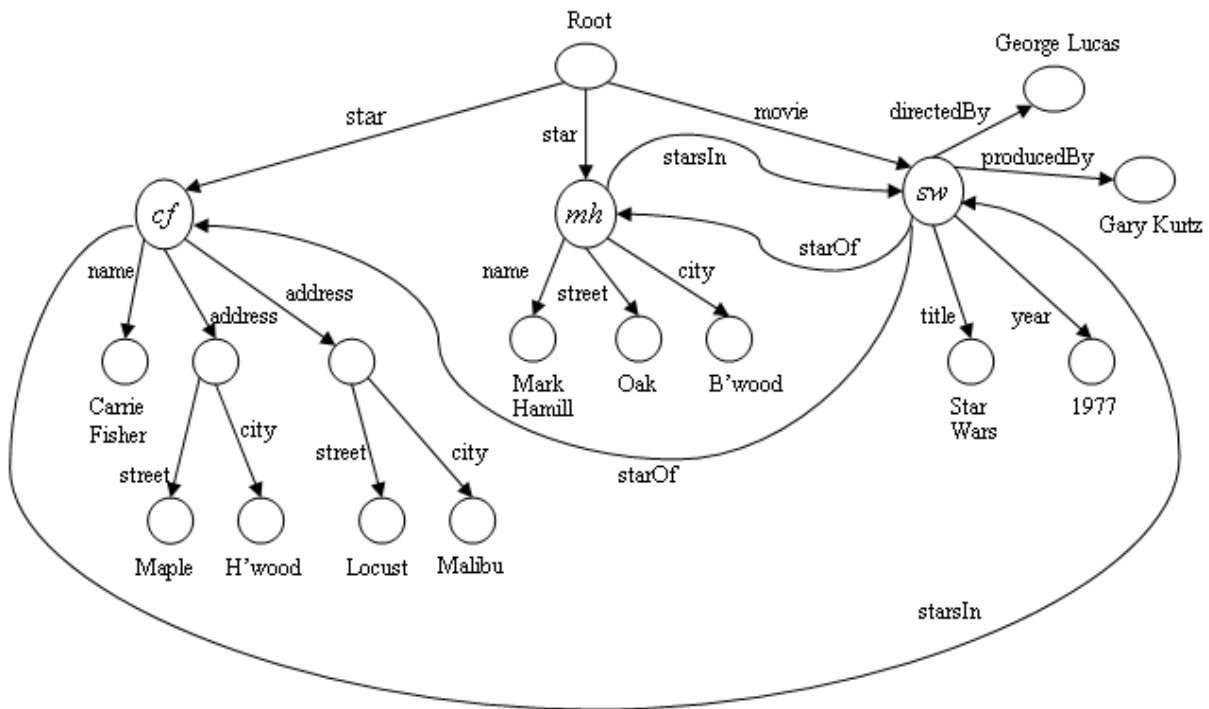 Root
George Lucas
star
star
movie
directedBy
starsIn
producedBy
cf
mh
sw
Gary Kurtz
starOf
name
address
address
name
street
city
title
year
Carrie
Fisher
Mark
Hamill
Oak
B'wood
Star
Wars
1977
street
city
street
city
starOf
Maple
H'wood
Locust
Malibu
starsIn